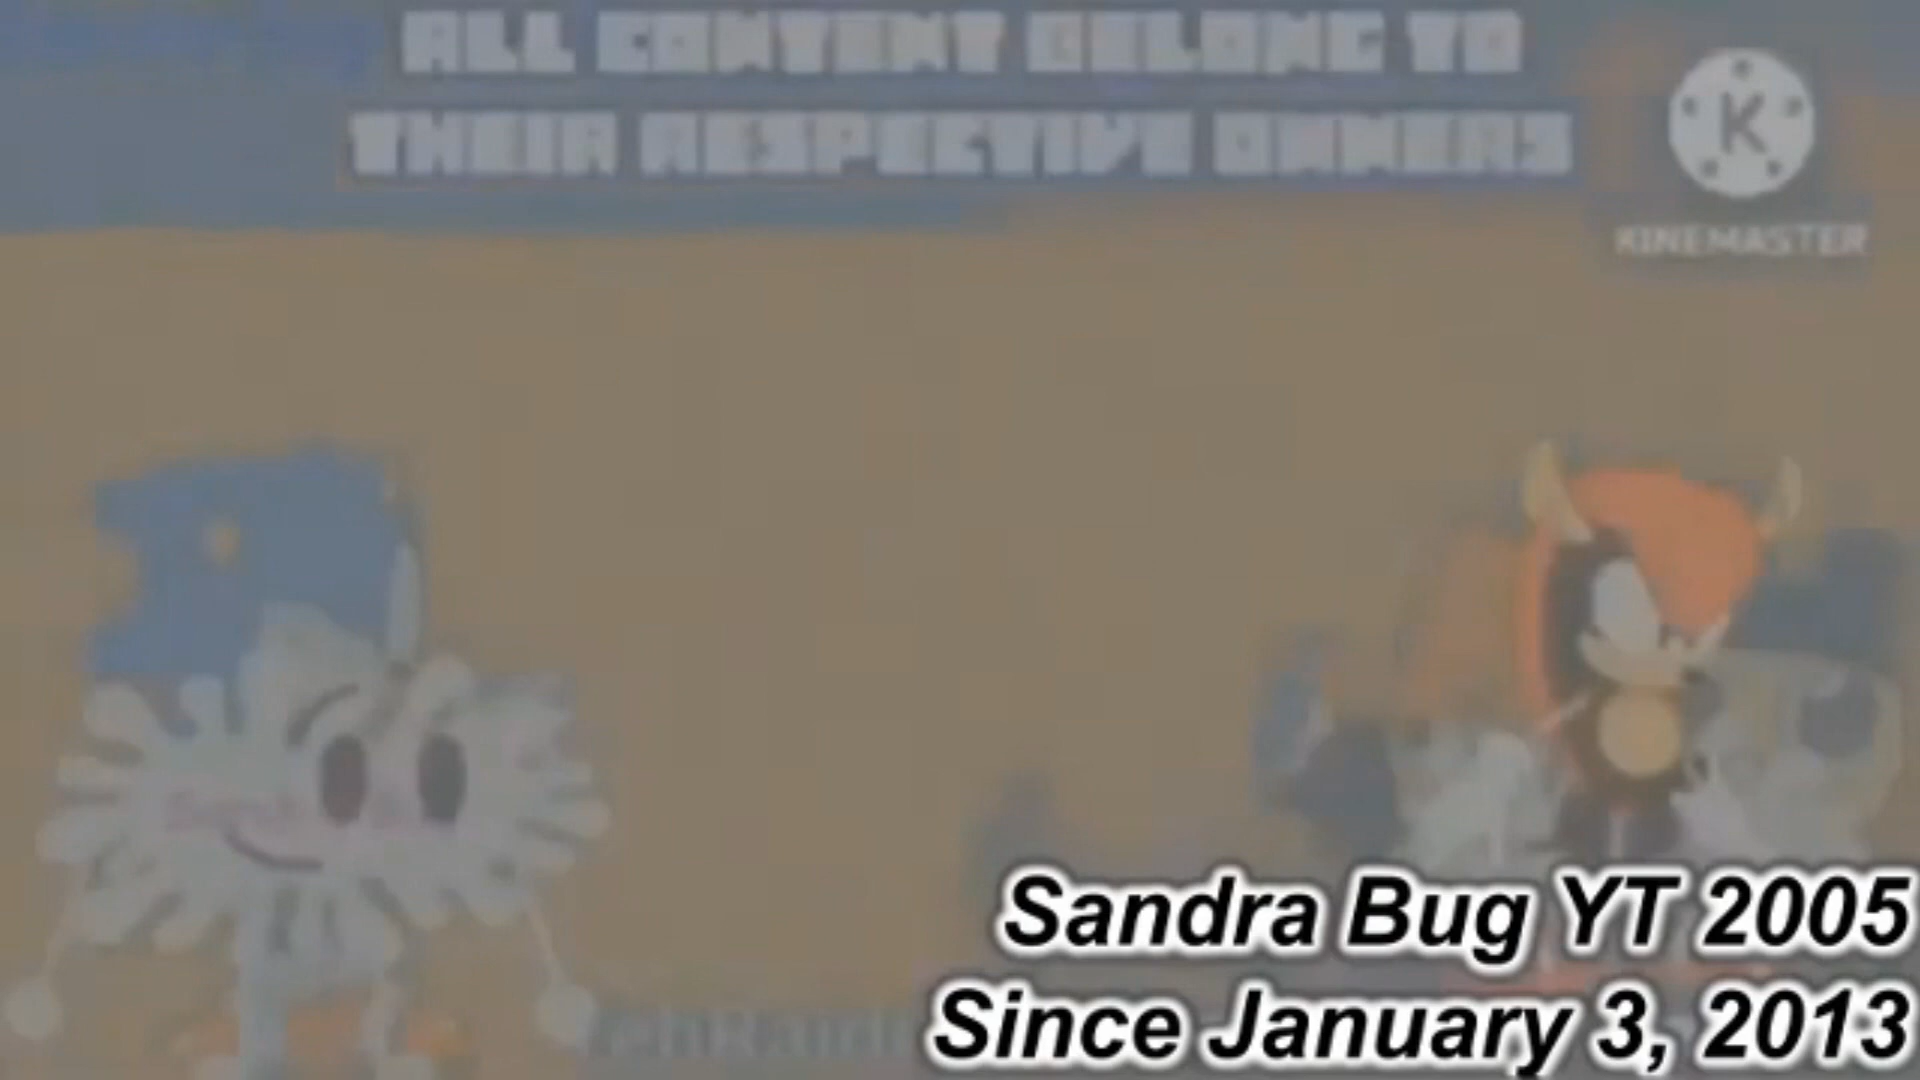 ALL CONTENT BELONG TO
THEIR RESPECTIVE OWNERS
K
KINEMASTER
Sandra Bug YT 2005
Since January 3, 2013